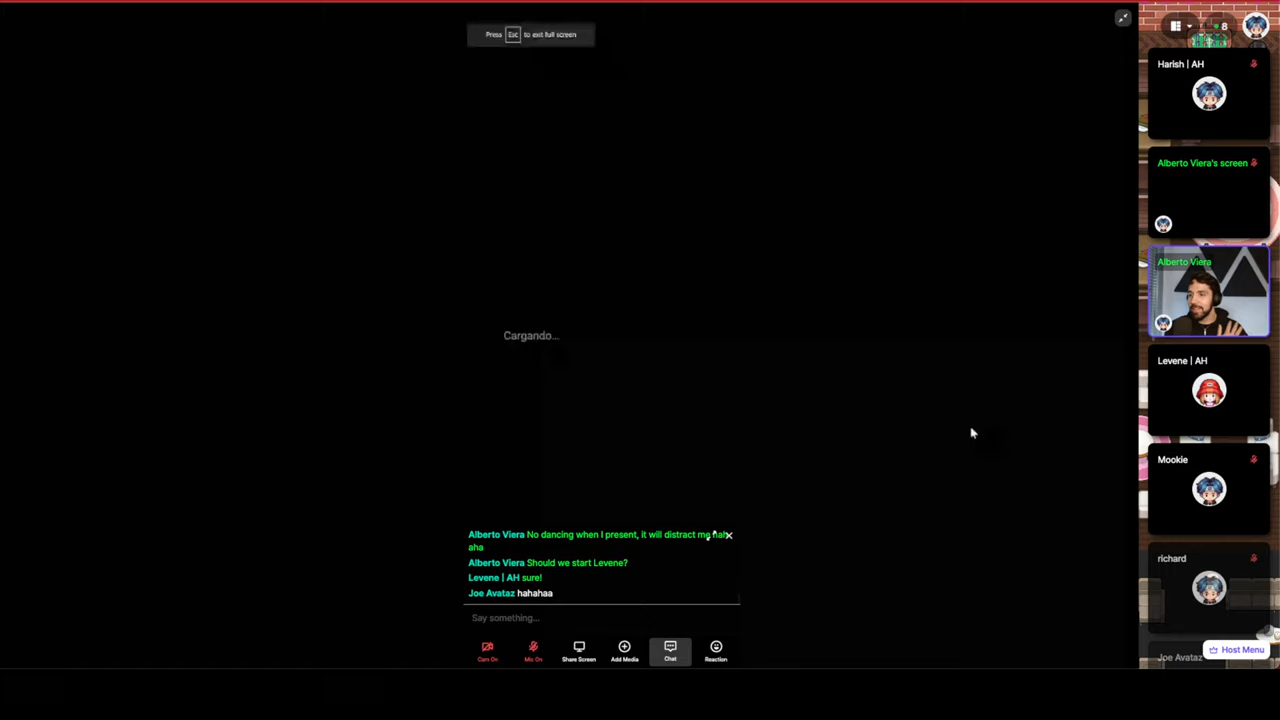 Press Esc to exit full screen
8
Harish | AH
Alberto Viera's screen
Alberto Viera
Cargando...
Levene | AH
Mookie
Alberto Viera No dancing when I present, it will distract me hah
aha
Alberto Viera Should we start Levene?
Levene | AH sure!
Joe Avataz hahahaa
richard
Say something...
Cam On
Mic On
Share Screen
Add Media
Chat
Reaction
Host Menu
Joe Avataz